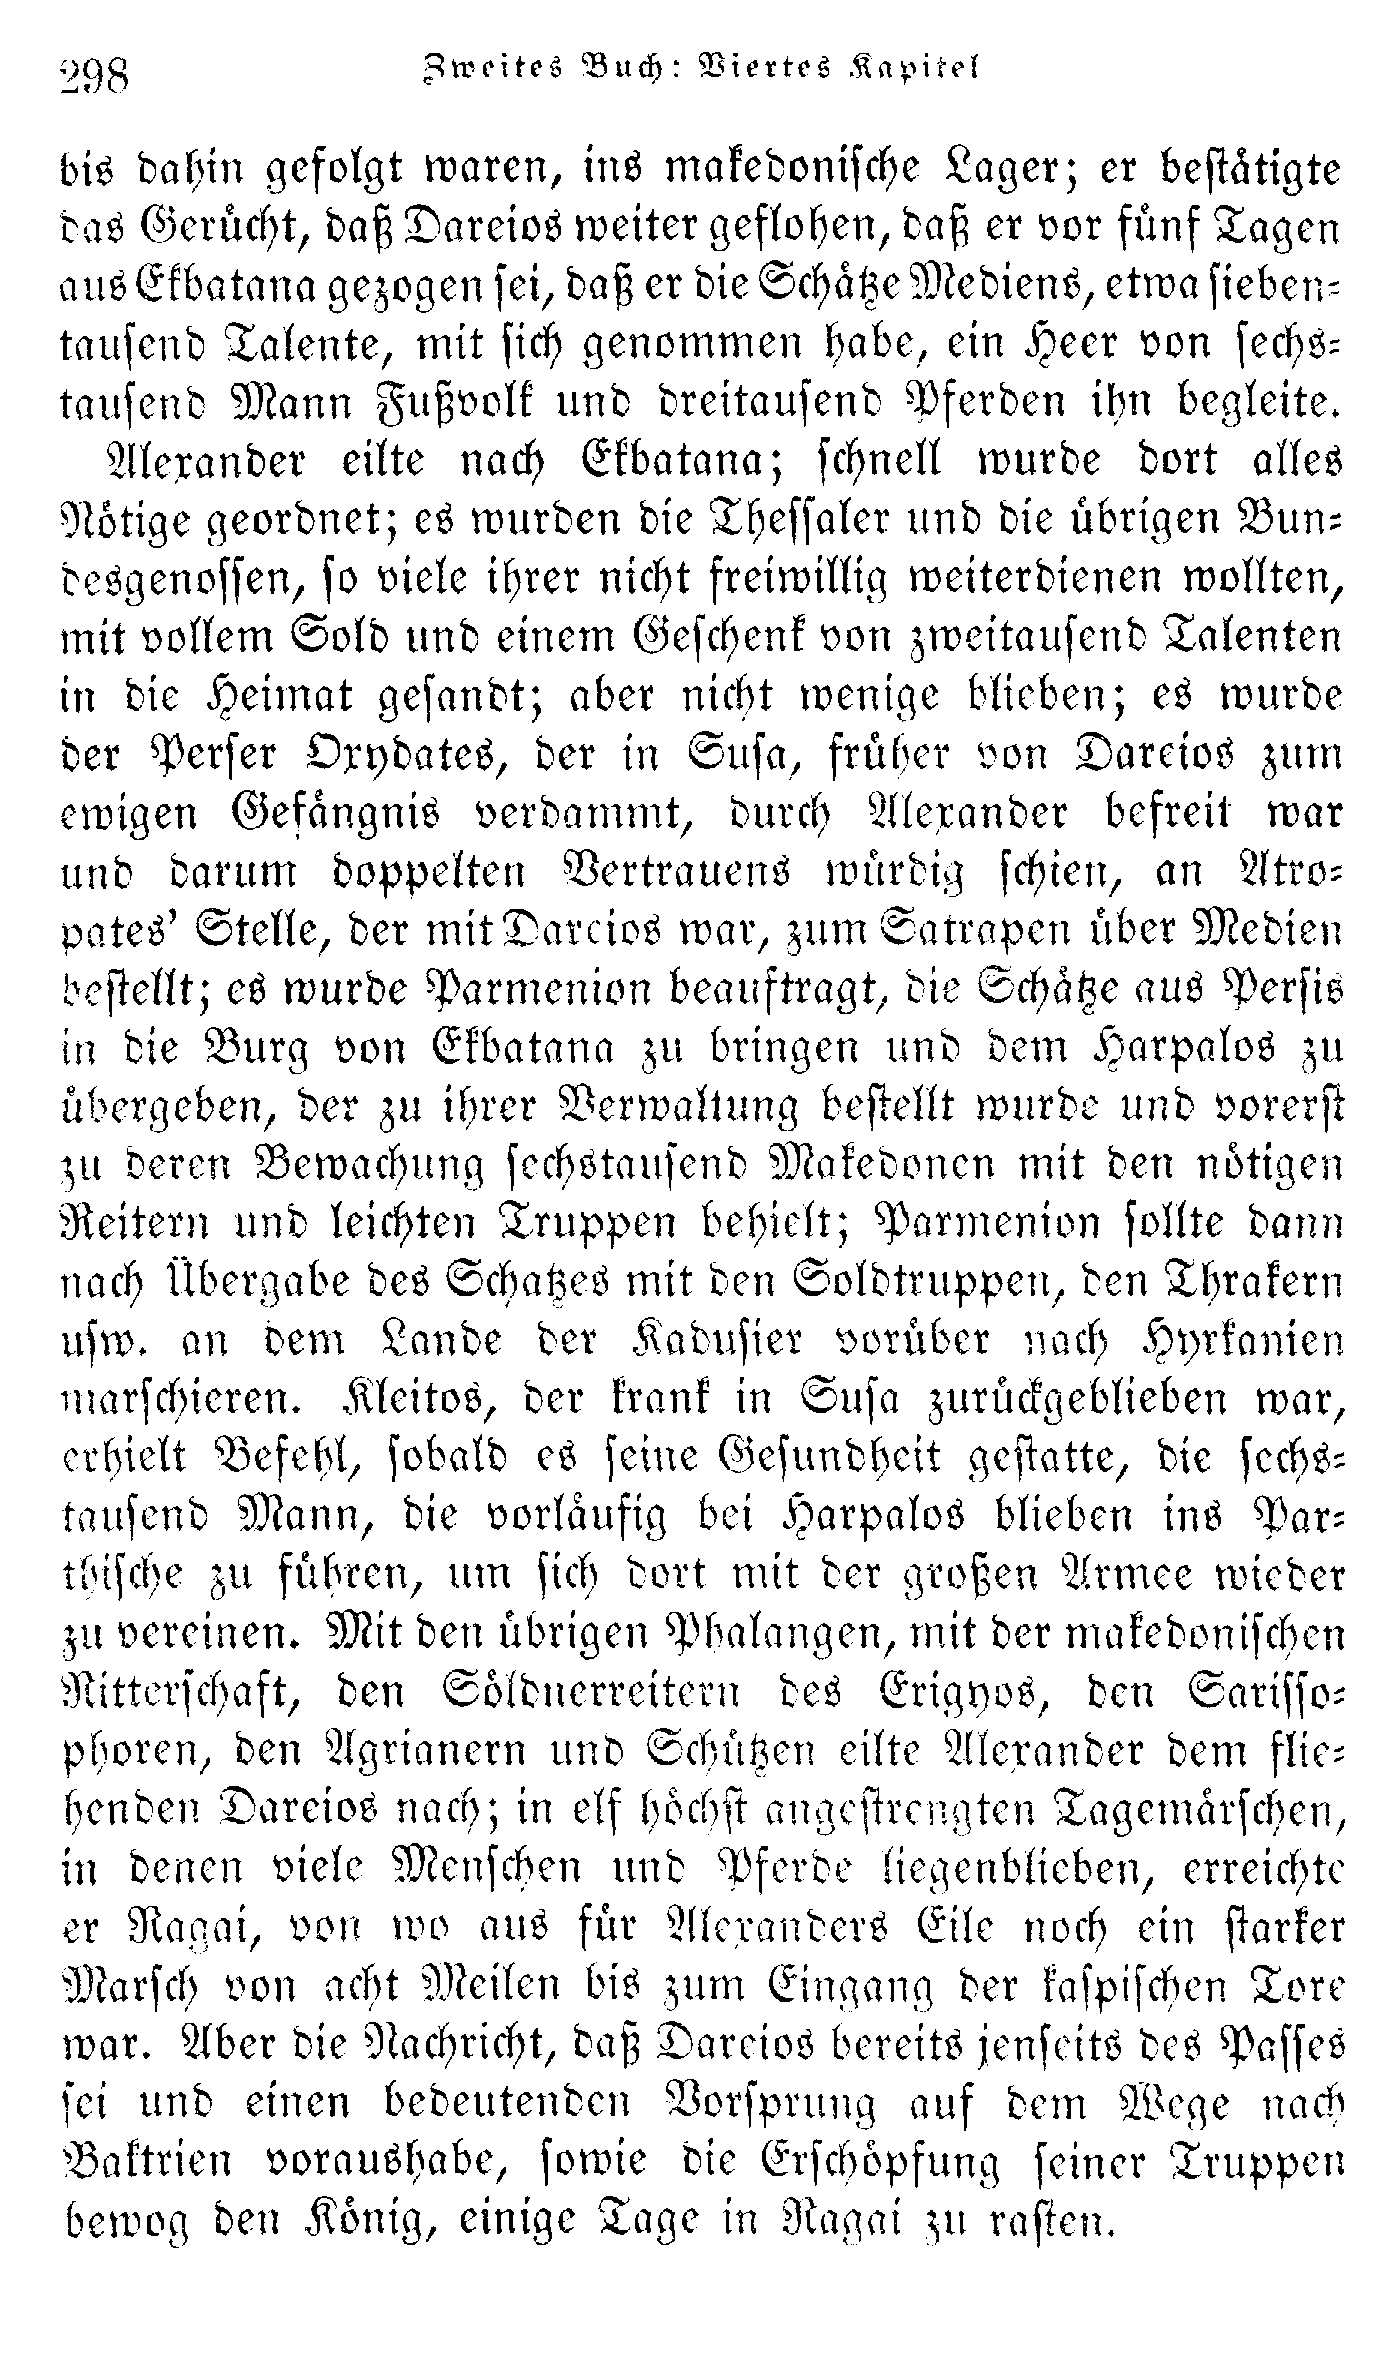 298 Zweites Buch: Viertes Kapitel
bis dahin gefolgt waren, ins makedonische Lager; er bestätigte
das Gerücht, daß Dareios weiter geflohen, daß er vor fünf Tagen
aus Ekbatana gezogen sei, daß er die Schätze Mediens, etwa sieben-
tausend Talente, mit sich genommen habe, ein Heer von sechs-
tausend Mann Fußvolk und dreitausend Pferden ihn begleite.
Alexander eilte nach Ekbatana; schnell wurde dort alles
Nötige geordnet; es wurden die Thessaler und die übrigen Bun-
desgenossen, so viele ihrer nicht freiwillig weiterdienen wollten,
mit vollem Sold und einem Geschenk von zweitausend Talenten
in die Heimat gesandt; aber nicht wenige blieben; es wurde
der Perser Oxydates, der in Susa, früher von Dareios zum
ewigen Gefängnis verdammt, durch Alexander befreit war
und darum doppelten Vertrauens würdig schien, an Atro-
pates’ Stelle, der mit Dareios war, zum Satrapen über Medien
bestellt; es wurde Parmenion beauftragt, die Schätze aus Persis
in die Burg von Ekbatana zu bringen und dem Harpalos zu
übergeben, der zu ihrer Verwaltung bestellt wurde und vorerst
zu deren Bewachung sechstausend Makedonen mit den nötigen
Reitern und leichten Truppen behielt; Parmenion sollte dann
nach Übergabe des Schatzes mit den Soldtruppen, den Thrakern
usw. an dem Lande der Kadusier vorüber nach Hyrkanien
marschieren. Kleitos, der krank in Susa zurückgeblieben war,
erhielt Befehl, sobald es seine Gesundheit gestatte, die sechs-
tausend Mann, die vorläufig bei Harpalos blieben ins Par-
thische zu führen, um sich dort mit der großen Armee wieder
zu vereinen. Mit den übrigen Phalangen, mit der makedonischen
Ritterschaft, den Söldnerreitern des Erigyos, den Sarisso-
phoren, den Agrianern und Schützen eilte Alexander dem flie-
henden Dareios nach; in elf höchst angestrengten Tagemärschen,
in denen viele Menschen und Pferde liegenblieben, erreichte
er Ragai, von wo aus für Alexanders Eile noch ein starker
Marsch von acht Meilen bis zum Eingang der kaspischen Tore
war. Aber die Nachricht, daß Dareios bereits jenseits des Passes
sei und einen bedeutenden Vorsprung auf dem Wege nach
Baktrien voraushabe, sowie die Erschöpfung seiner Truppen
bewog den König, einige Tage in Ragai zu rasten.